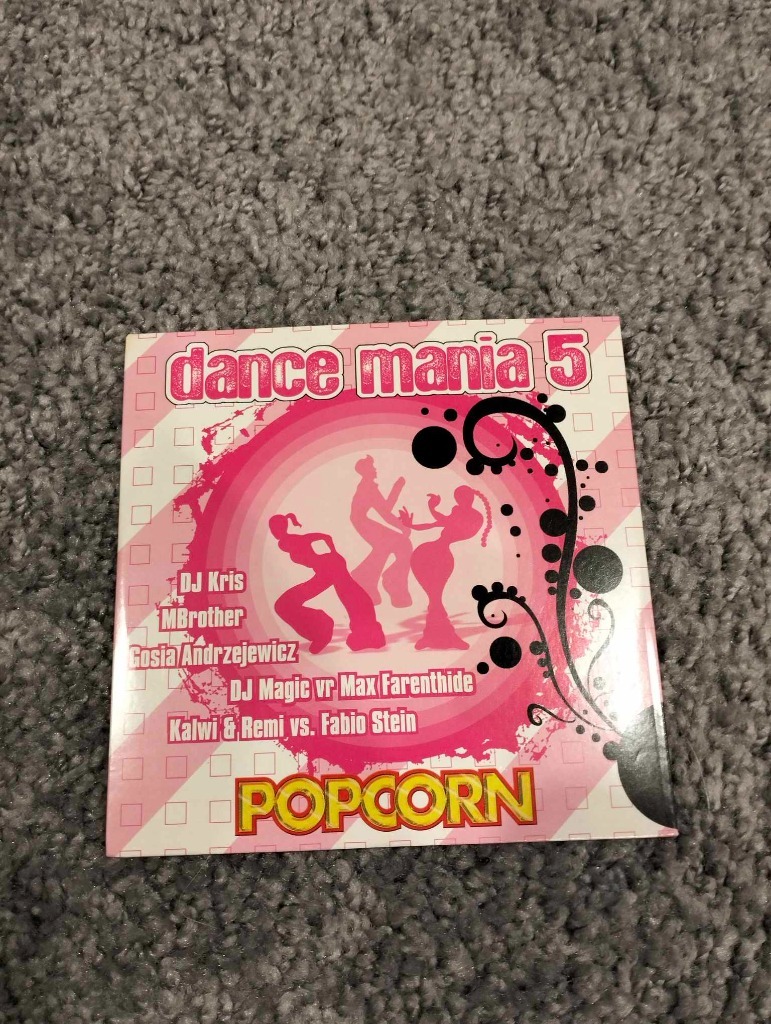 dance mania 5
DJ Kris
MBrother
Gosia Andrzejewicz
DJ Magic vr Max Farenthide
Kalwi & Remi vs. Fabio Stein
POPCORN